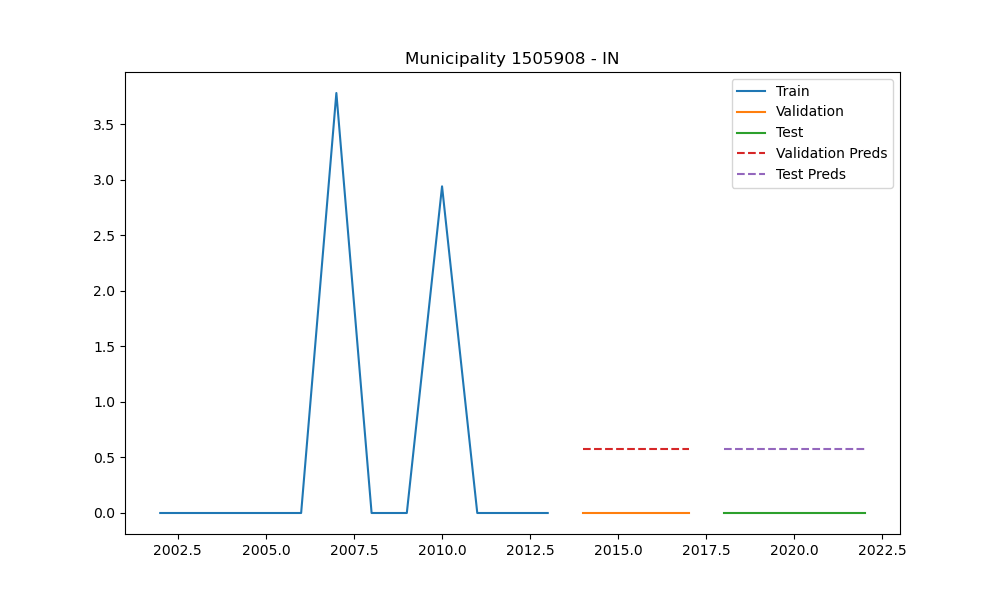 Municipality 1505908 - IN
Train
Validation
Test
Validation Preds
Test Preds
3.5
3.0
2.5
2.0
1.5
1.0
0.5
0.0
2002.5 2005.0 2007.5 2010.0 2012.5 2015.0 2017.5 2020.0 2022.5